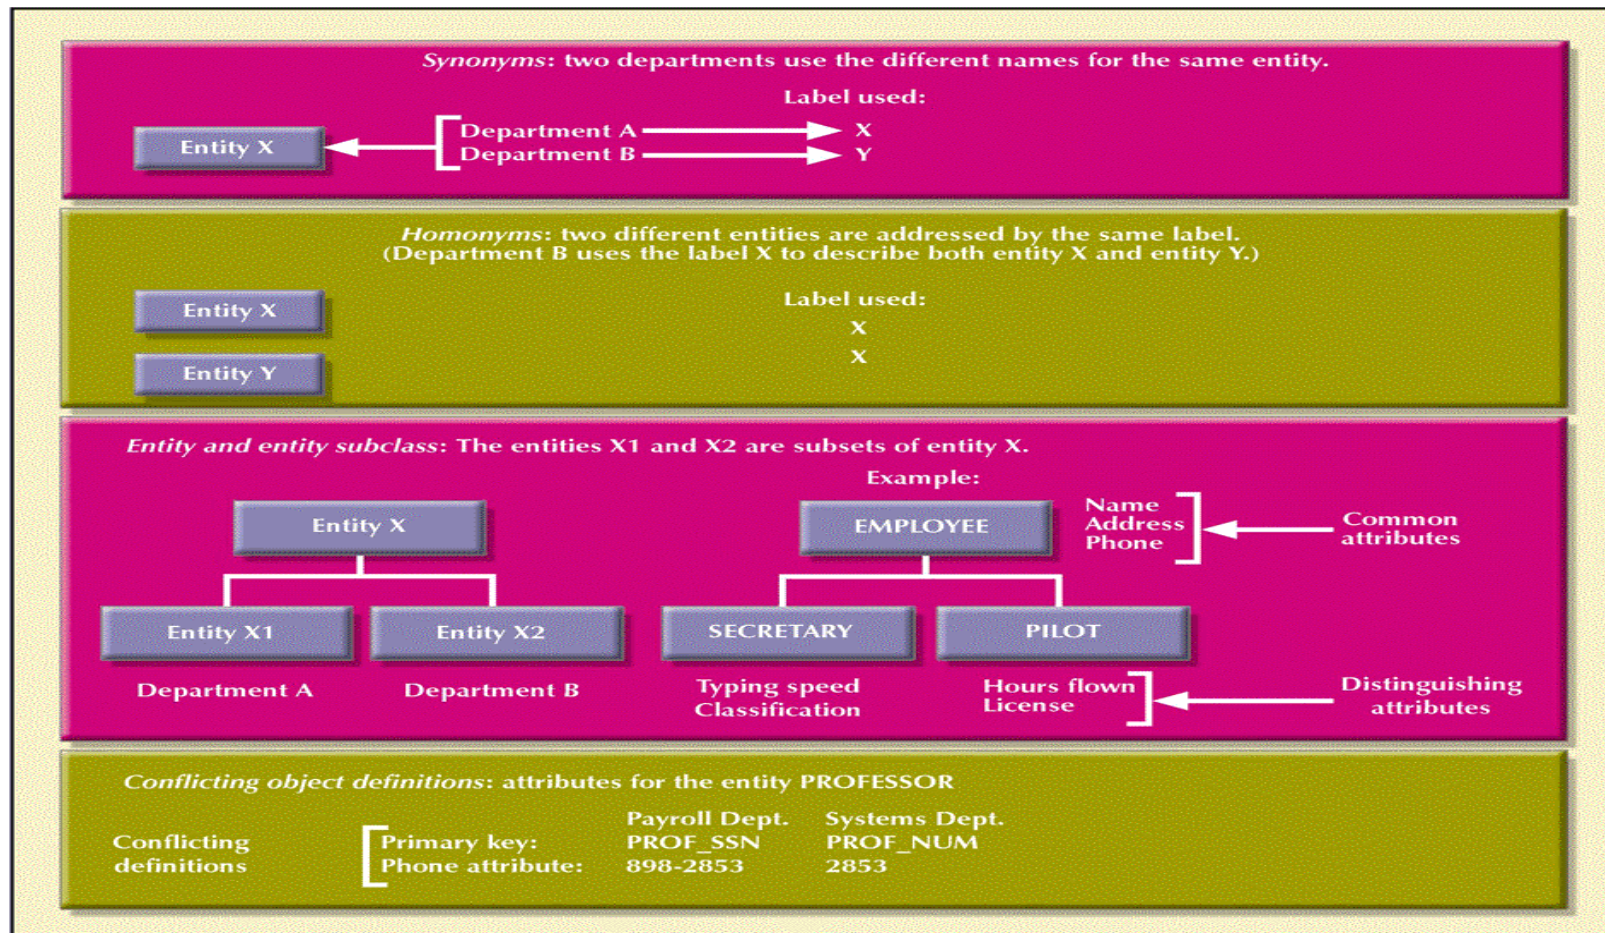 Synonyms: two departments use the different names for the same entity.
Label used:
Entity X
Department A
X
Department B
Y
Homonyms: two different entities are addressed by the same label.
(Department B uses the label X to describe both entity X and entity Y.)
Label used:
Entity X
X
Entity Y
X
Entity and entity subclass: The entities X1 and X2 are subsets of entity X.
Example:
Entity X
EMPLOYEE
Name
Address
Phone
Common
attributes
Entity X1
Entity X2
SECRETARY
PILOT
Department A
Department B
Typing speed
Classification
Hours flown
License
Distinguishing
attributes
Conflicting object definitions: attributes for the entity PROFESSOR
Payroll Dept. Systems Dept.
Conflicting
definitions
Primary key: PROF_SSN PROF_NUM
Phone attribute: 898-2853 2853